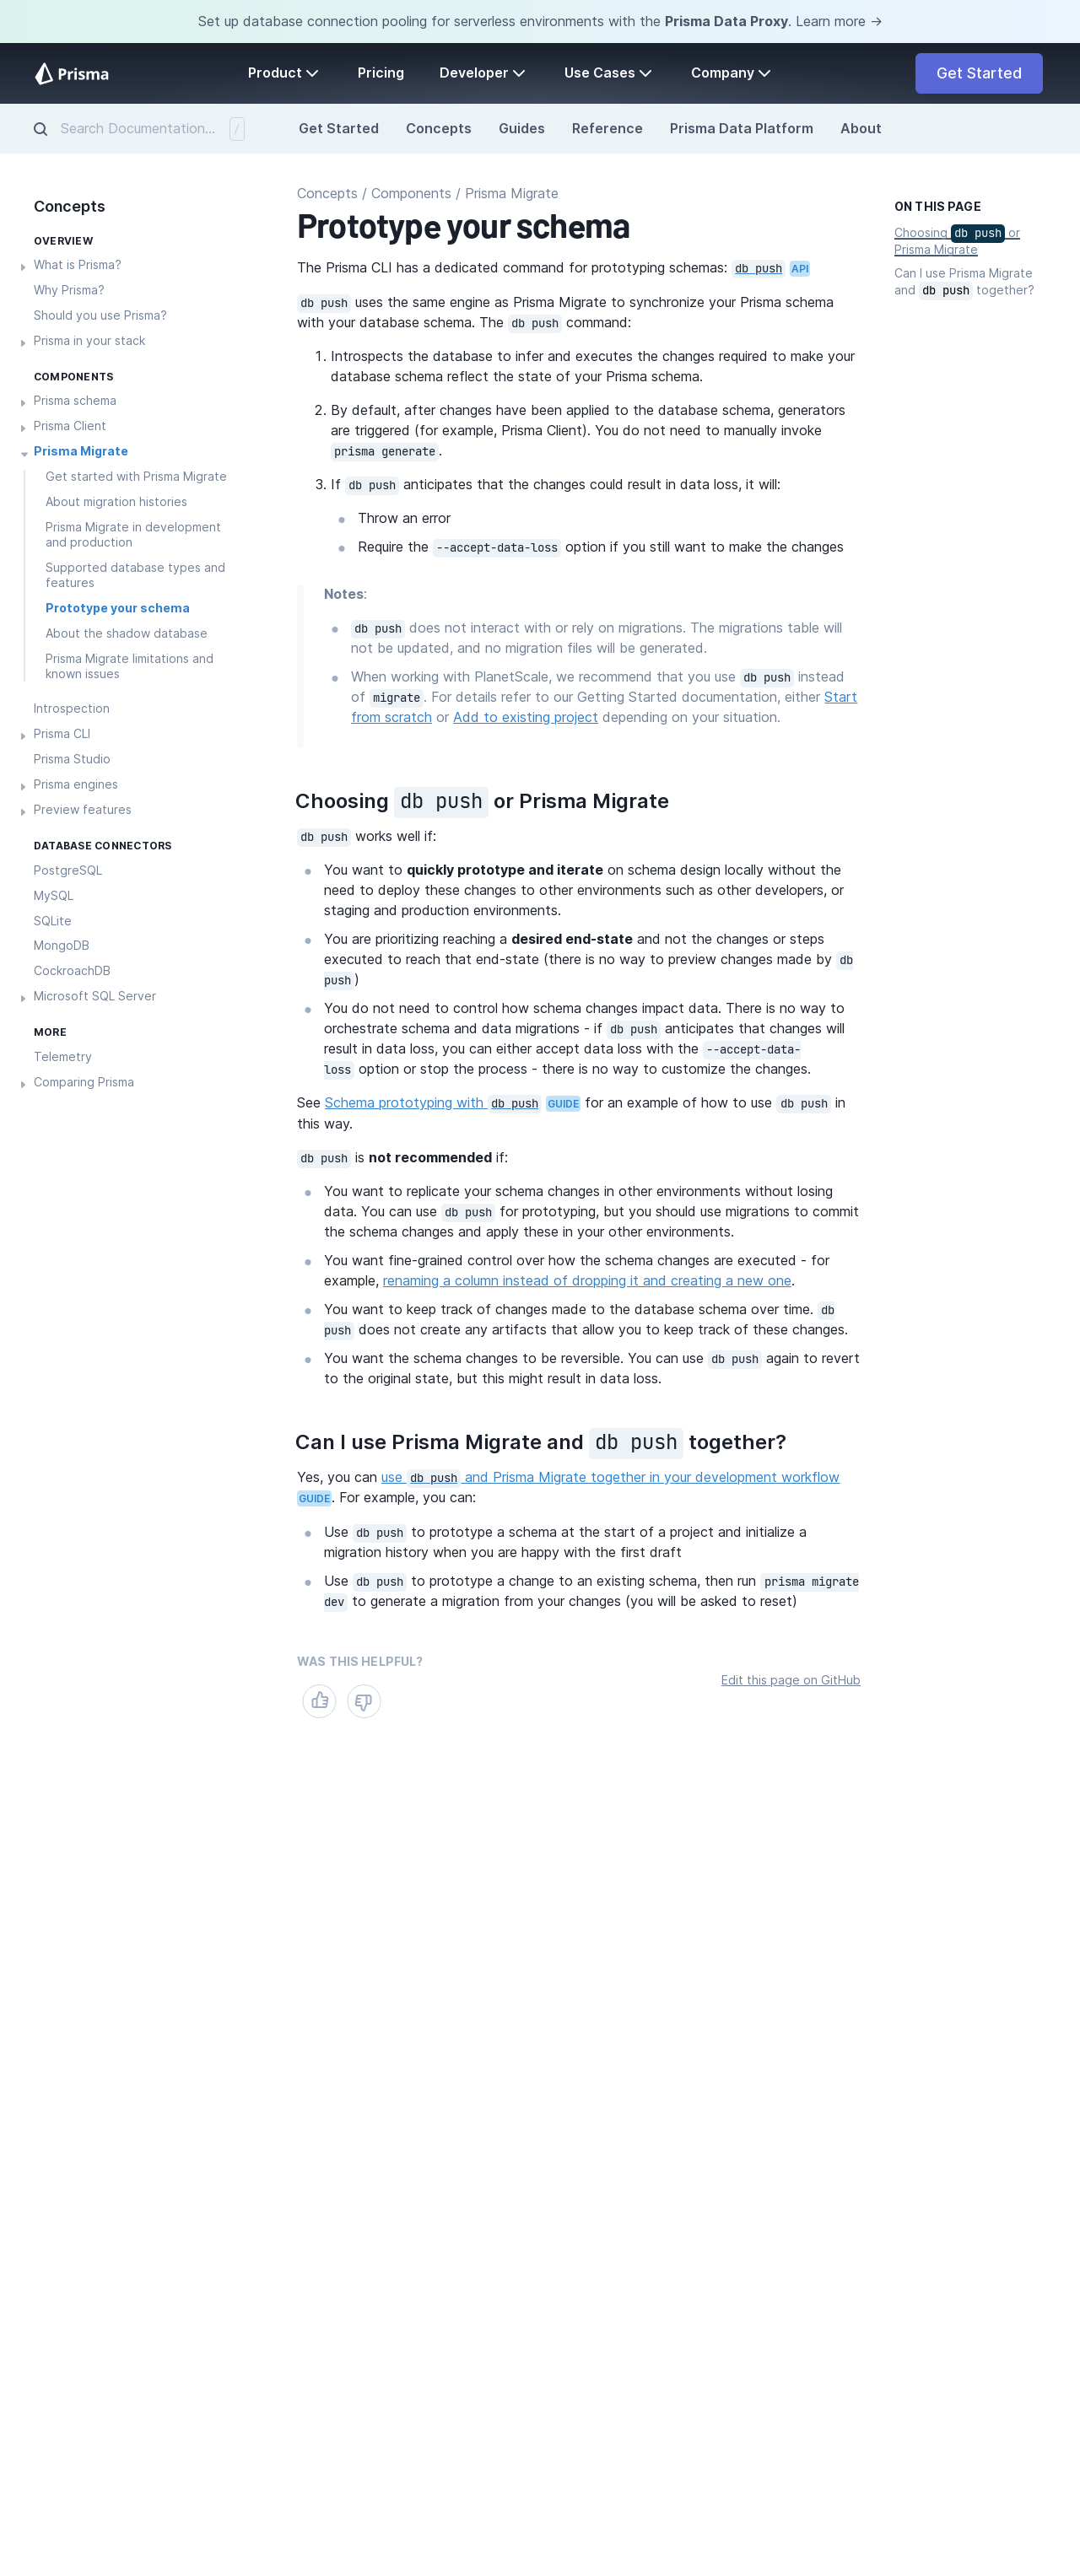 Set up database connection pooling for serverless environments with the Prisma Data Proxy. Learn more →
Prisma
Product
Pricing
Developer
Use Cases
Company
Get Started
Search Documentation...
/
Get Started
Concepts
Guides
Reference
Prisma Data Platform
About
Concepts
OVERVIEW
What is Prisma?
Why Prisma?
Should you use Prisma?
Prisma in your stack
COMPONENTS
Prisma schema
Prisma Client
Prisma Migrate
Get started with Prisma Migrate
About migration histories
Prisma Migrate in development
and production
Supported database types and
features
Prototype your schema
About the shadow database
Prisma Migrate limitations and
known issues
Introspection
Prisma CLI
Prisma Studio
Prisma engines
Preview features
DATABASE CONNECTORS
PostgreSQL
MySQL
SQLite
MongoDB
CockroachDB
Microsoft SQL Server
MORE
Telemetry
Comparing Prisma
Concepts / Components / Prisma Migrate
Prototype your schema
The Prisma CLI has a dedicated command for prototyping schemas: db push API
db push uses the same engine as Prisma Migrate to synchronize your Prisma schema
with your database schema. The db push command:
1. Introspects the database to infer and executes the changes required to make your
database schema reflect the state of your Prisma schema.
2. By default, after changes have been applied to the database schema, generators
are triggered (for example, Prisma Client). You do not need to manually invoke
prisma generate.
3. If db push anticipates that the changes could result in data loss, it will:
Throw an error
Require the --accept-data-loss option if you still want to make the changes
Notes:
db push does not interact with or rely on migrations. The migrations table will
not be updated, and no migration files will be generated.
When working with PlanetScale, we recommend that you use db push instead
of migrate. For details refer to our Getting Started documentation, either Start
from scratch or Add to existing project depending on your situation.
Choosing db push or Prisma Migrate
db push works well if:
You want to quickly prototype and iterate on schema design locally without the
need to deploy these changes to other environments such as other developers, or
staging and production environments.
You are prioritizing reaching a desired end-state and not the changes or steps
executed to reach that end-state (there is no way to preview changes made by db
push)
You do not need to control how schema changes impact data. There is no way to
orchestrate schema and data migrations - if db push anticipates that changes will
result in data loss, you can either accept data loss with the --accept-data-
loss option or stop the process - there is no way to customize the changes.
See Schema prototyping with db push GUIDE for an example of how to use db push in
this way.
db push is not recommended if:
You want to replicate your schema changes in other environments without losing
data. You can use db push for prototyping, but you should use migrations to commit
the schema changes and apply these in your other environments.
You want fine-grained control over how the schema changes are executed - for
example, renaming a column instead of dropping it and creating a new one.
You want to keep track of changes made to the database schema over time. db
push does not create any artifacts that allow you to keep track of these changes.
You want the schema changes to be reversible. You can use db push again to revert
to the original state, but this might result in data loss.
Can I use Prisma Migrate and db push together?
Yes, you can use db push and Prisma Migrate together in your development workflow
GUIDE. For example, you can:
Use db push to prototype a schema at the start of a project and initialize a
migration history when you are happy with the first draft
Use db push to prototype a change to an existing schema, then run prisma migrate
dev to generate a migration from your changes (you will be asked to reset)
WAS THIS HELPFUL?
Edit this page on GitHub
ON THIS PAGE
Choosing db push or
Prisma Migrate
Can I use Prisma Migrate
and db push together?